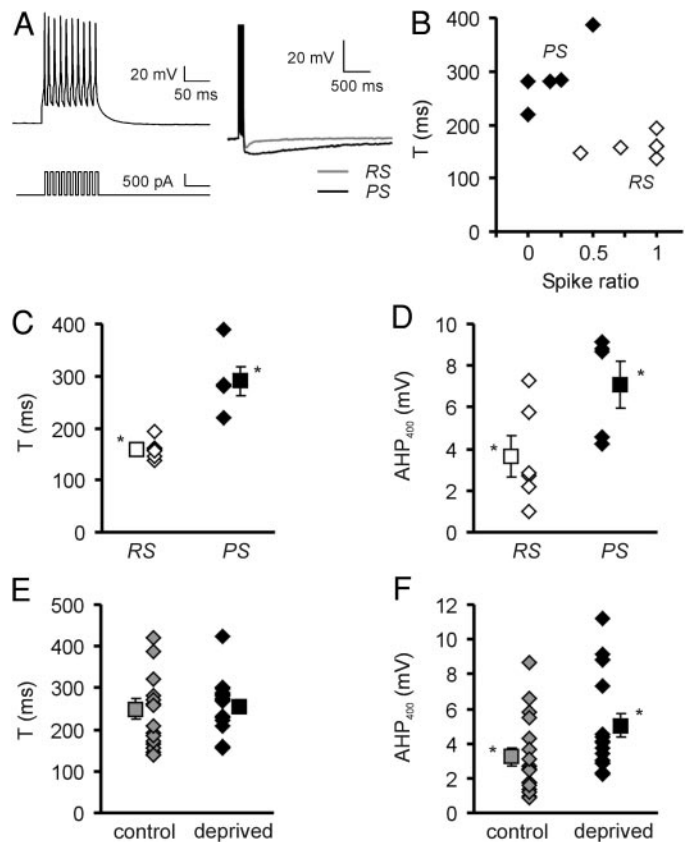 A
20 mV
50 ms
500 pA
20 mV
500 ms
RS
PS
B
T (ms)
400
300
200
100
0
PS
RS
0 0.5 1
Spike ratio
C
T (ms)
400
300
200
100
0
*
*
RS PS
D
AHP400 (mV)
10
8
6
4
2
0
*
*
RS PS
E
T (ms)
500
400
300
200
100
0
control deprived
F
AHP400 (mV)
12
10
8
6
4
2
0
*
*
control deprived